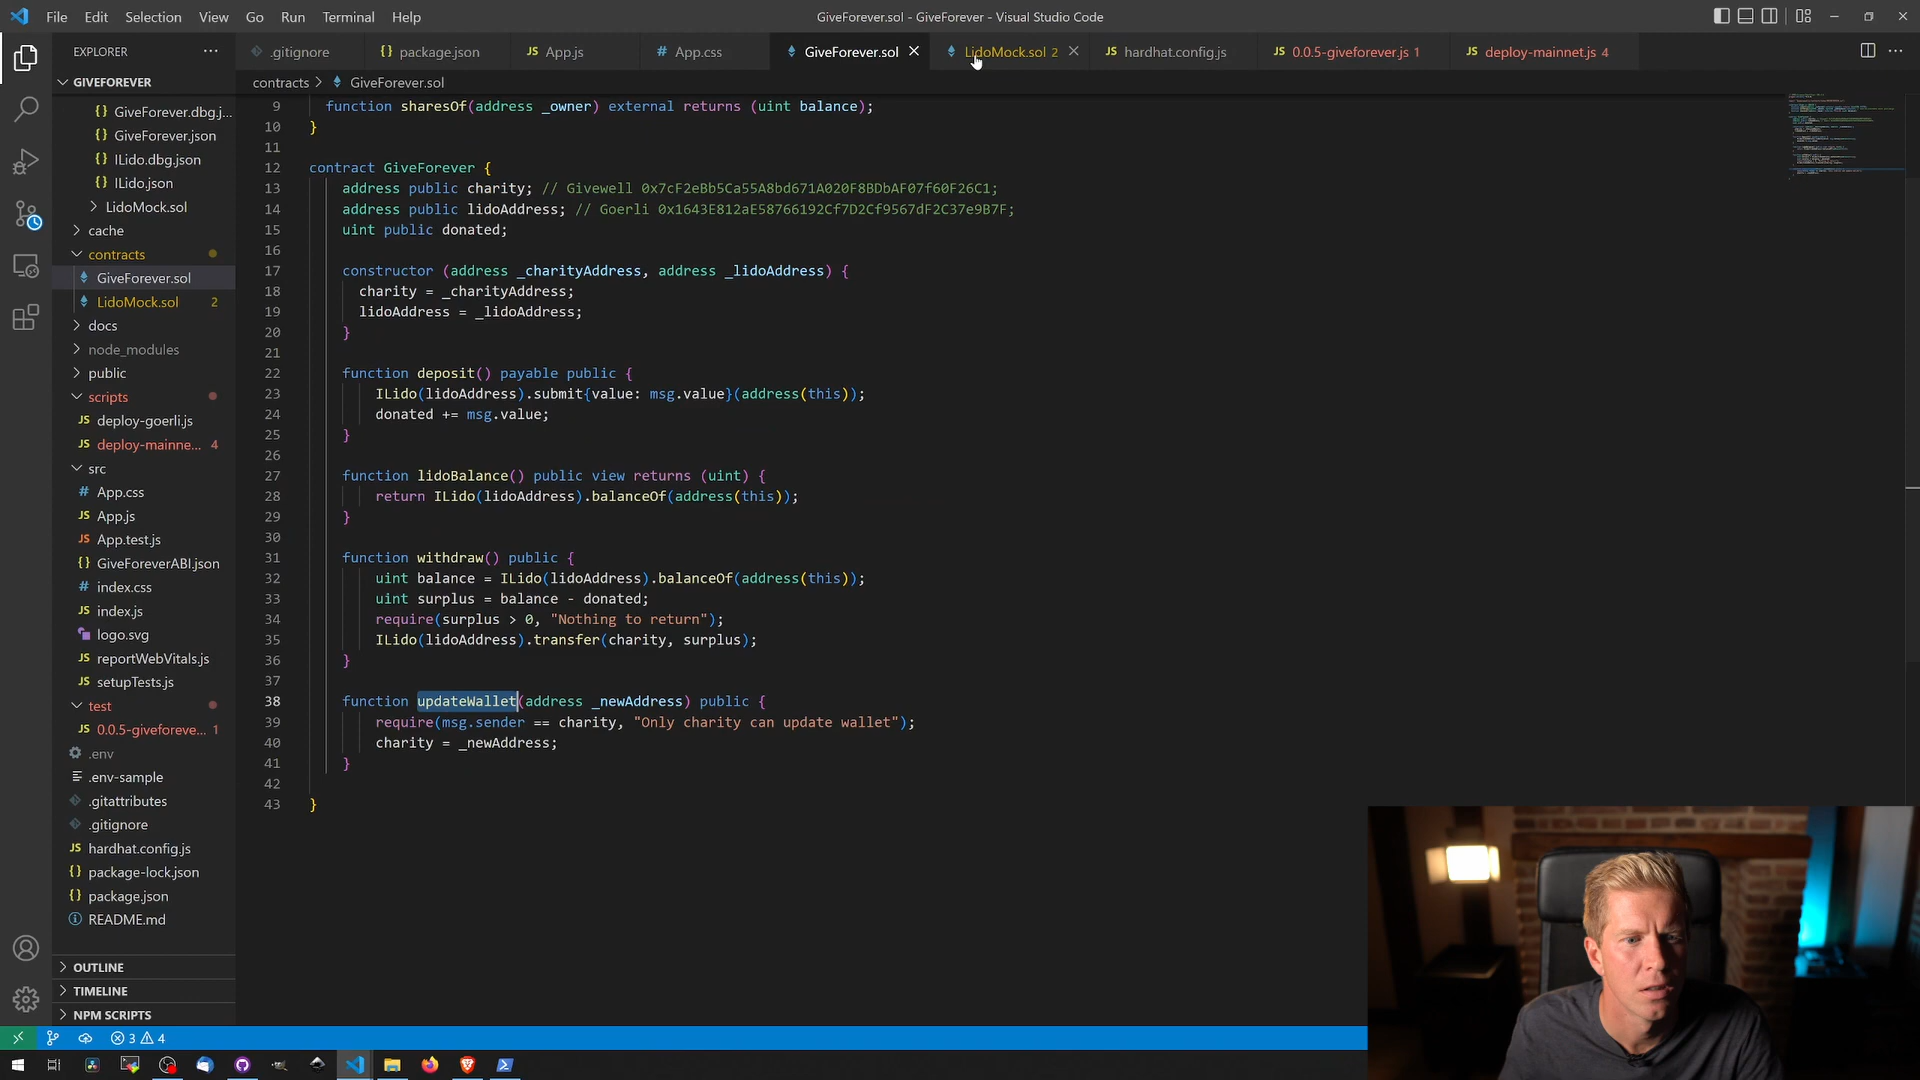 File Edit Selection View Go Run Terminal Help
GiveForever.sol - GiveForever - Visual Studio Code
EXPLORER
.gitignore
package.json
App.js
App.css
GiveForever.sol
LidoMock.sol 2
hardhat.config.js
0.0.5-giveforever.js 1
deploy-mainnet.js 4
GIVEFOREVER
contracts > GiveForever.sol
GiveForever.dbg.j...
GiveForever.json
ILido.dbg.json
ILido.json
LidoMock.sol
cache
contracts
GiveForever.sol
LidoMock.sol 2
docs
node_modules
public
scripts
deploy-goerli.js
deploy-mainne... 4
src
App.css
App.js
App.test.js
GiveForeverABI.json
index.css
index.js
logo.svg
reportWebVitals.js
setupTests.js
test
0.0.5-giveforeve... 1
.env
.env-sample
.gitattributes
.gitignore
hardhat.config.js
package-lock.json
package.json
README.md
OUTLINE
TIMELINE
NPM SCRIPTS
9 function sharesOf(address _owner) external returns (uint balance);
10 }
11
12 contract GiveForever {
13 address public charity; // Givewell 0x7cF2eBb5Ca55A8bd671A020F8BDbAF07f60F26C1;
14 address public lidoAddress; // Goerli 0x1643E812aE58766192Cf7D2Cf9567dF2C37e9B7F;
15 uint public donated;
16
17 constructor (address _charityAddress, address _lidoAddress) {
18 charity = _charityAddress;
19 lidoAddress = _lidoAddress;
20 }
21
22 function deposit() payable public {
23 ILido(lidoAddress).submit{value: msg.value}(address(this));
24 donated += msg.value;
25 }
26
27 function lidoBalance() public view returns (uint) {
28 return ILido(lidoAddress).balanceOf(address(this));
29 }
30
31 function withdraw() public {
32 uint balance = ILido(lidoAddress).balanceOf(address(this));
33 uint surplus = balance - donated;
34 require(surplus > 0, "Nothing to return");
35 ILido(lidoAddress).transfer(charity, surplus);
36 }
37
38 function updateWallet(address _newAddress) public {
39 require(msg.sender == charity, "Only charity can update wallet");
40 charity = _newAddress;
41 }
42
43 }
3 4